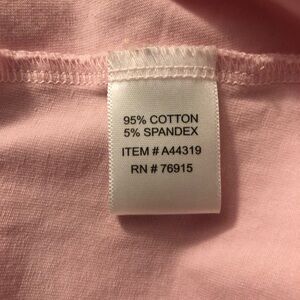 95% COTTON
5% SPANDEX
ITEM # A44319
RN # 76915